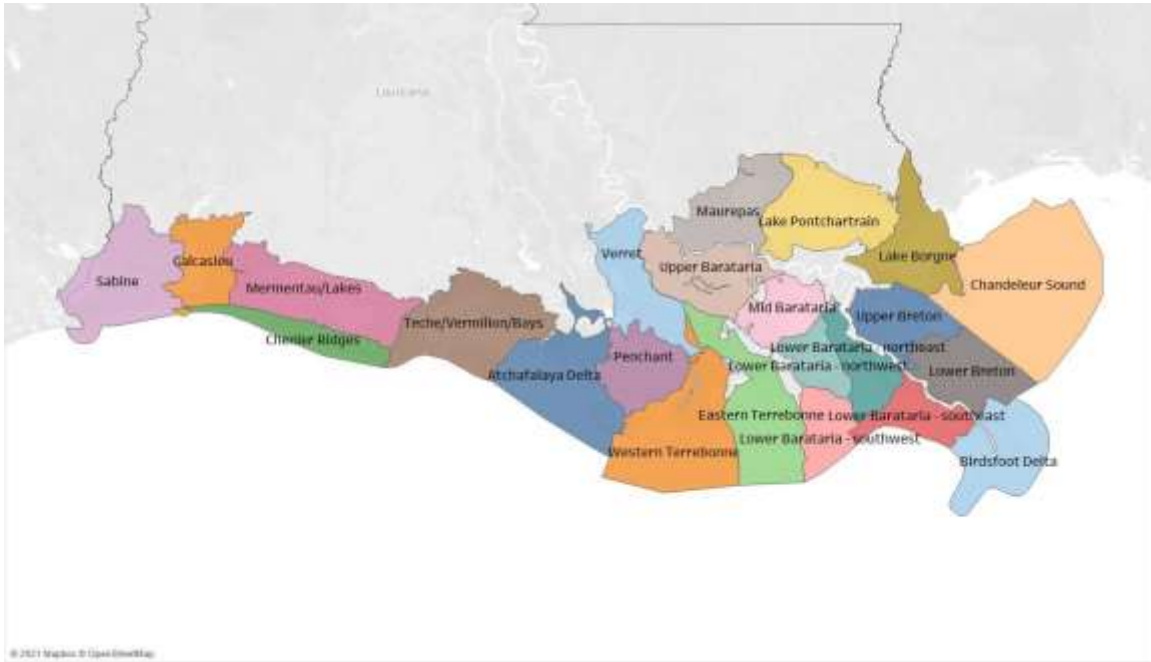 Louisiana
Maurepas
Lake Pontchartrain
Verret
Lake Borgne
Upper Barataria
Sabine
Calcasieu
Chandeleur Sound
Mermentau/Lakes
Mid Barataria
Upper Breton
Teche/Vermilion/Bays
Chenier Ridges
Lower Barataria - northeast
Penchant
Lower Barataria - northwest
Lower Breton
Atchafalaya Delta
Eastern Terrebonne
Lower Barataria - southeast
Lower Barataria - southwest
Western Terrebonne
Birdsfoot Delta
© 2021 Mapbox © OpenStreetMap